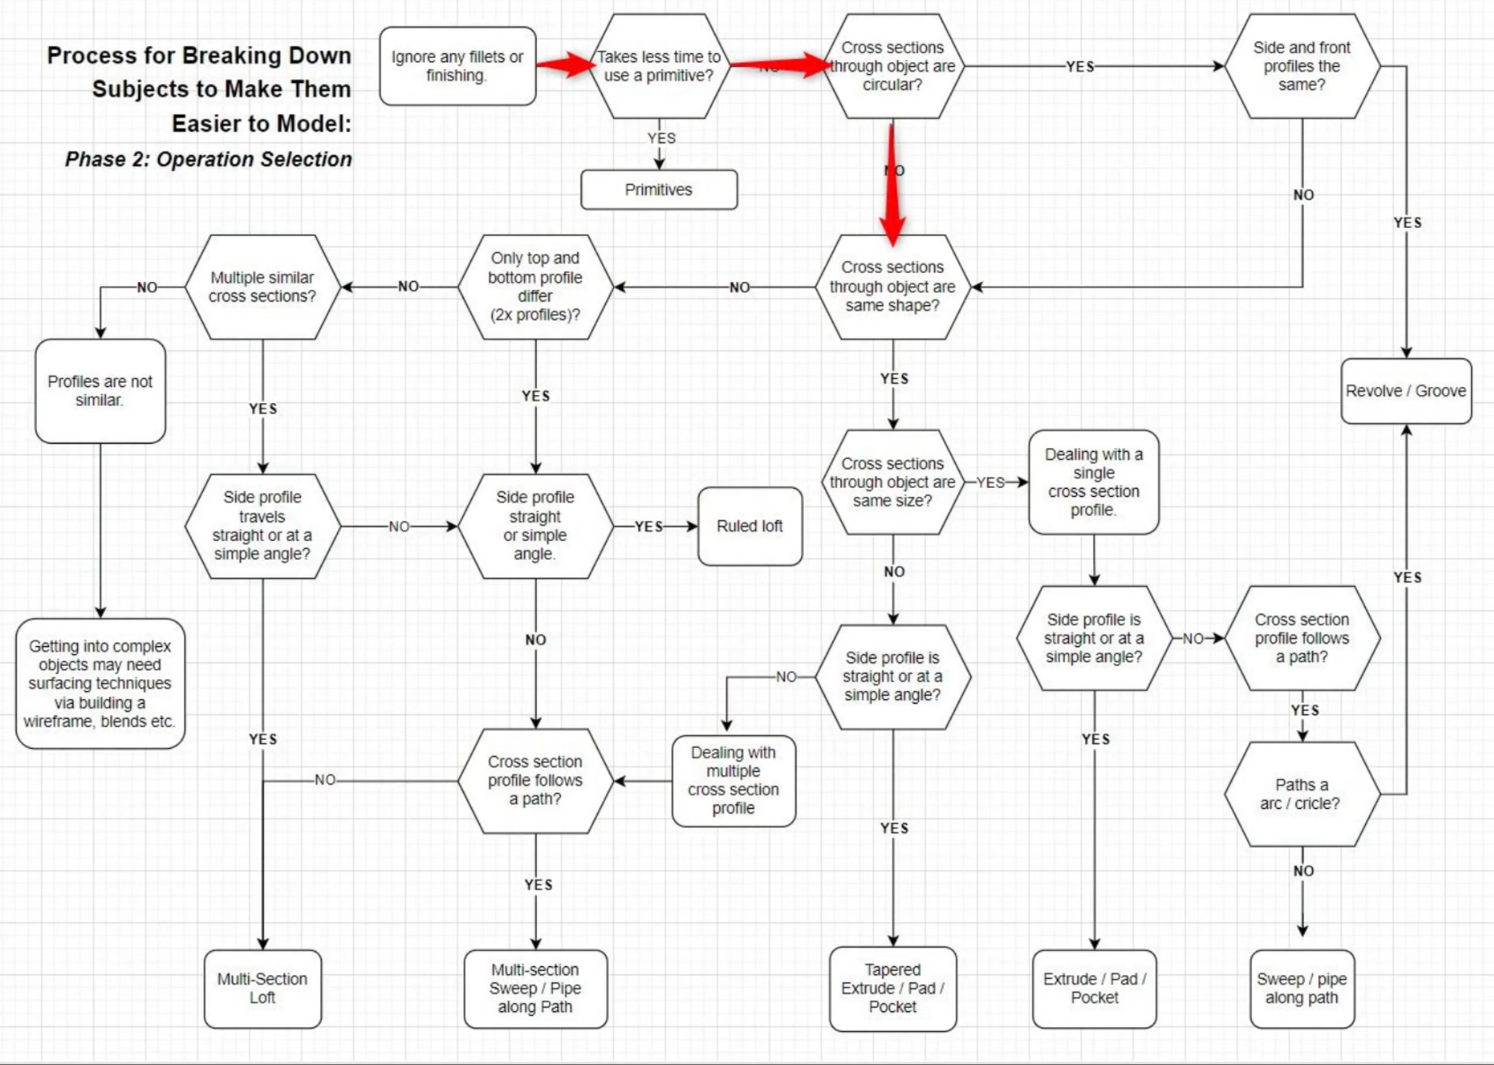 Process for Breaking Down
Subjects to Make Them
Easier to Model:
Phase 2: Operation Selection
Ignore any fillets or
finishing.
Takes less time to
use a primitive?
NO
Cross sections
through object are
circular?
YES
Side and front
profiles the
same?
YES
Primitives
NO
NO
YES
Multiple similar
cross sections?
NO
Only top and
bottom profile
differ
(2x profiles)?
NO
NO
Cross sections
through object are
same shape?
Profiles are not
similar.
YES
YES
YES
Revolve / Groove
Side profile
travels
straight or at a
simple angle?
NO
Side profile
straight
or simple
angle.
YES
Ruled loft
Cross sections
through object are
same size?
YES
Dealing with a
single
cross section
profile.
NO
YES
Getting into complex
objects may need
surfacing techniques
via building a
wireframe, blends etc.
NO
Side profile is
straight or at a
simple angle?
NO
Side profile is
straight or at a
simple angle?
NO
Cross section
profile follows
a path?
YES
YES
YES
Cross section
profile follows
a path?
NO
Dealing with
multiple
cross section
profile
Paths a
arc / cricle?
YES
YES
NO
Multi-Section
Loft
Multi-section
Sweep / Pipe
along Path
Tapered
Extrude / Pad /
Pocket
Extrude / Pad /
Pocket
Sweep / pipe
along path